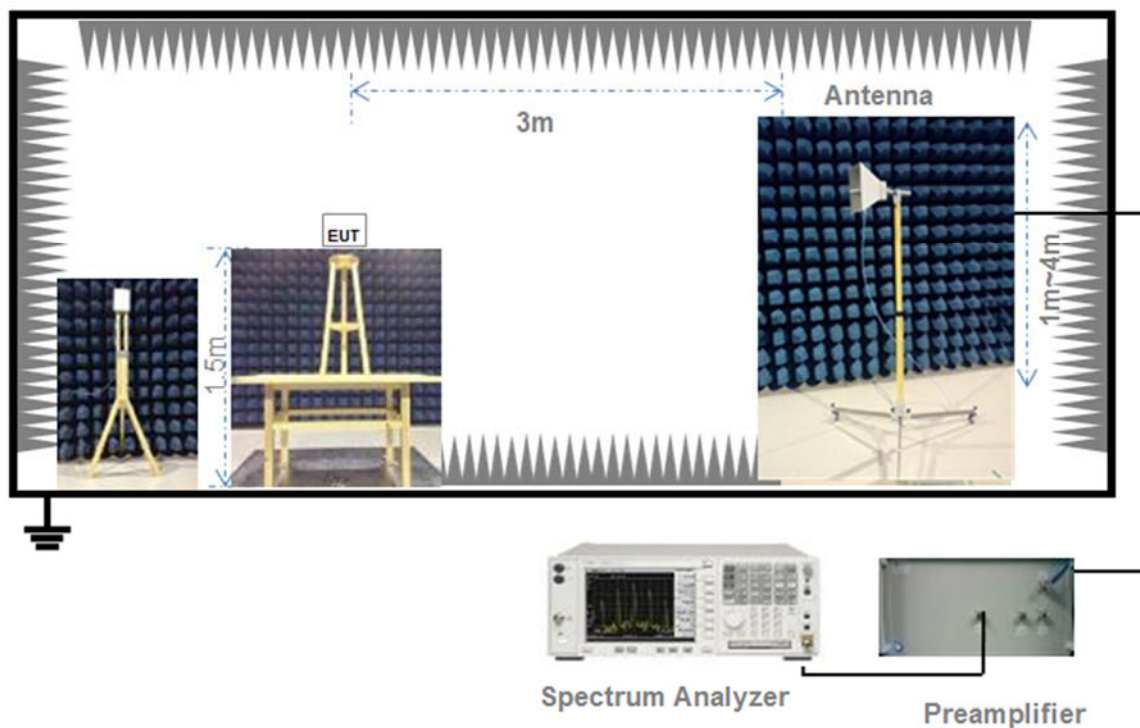 Antenna
3m
EUT
1.5m
1m~4m
Spectrum Analyzer
Preamplifier